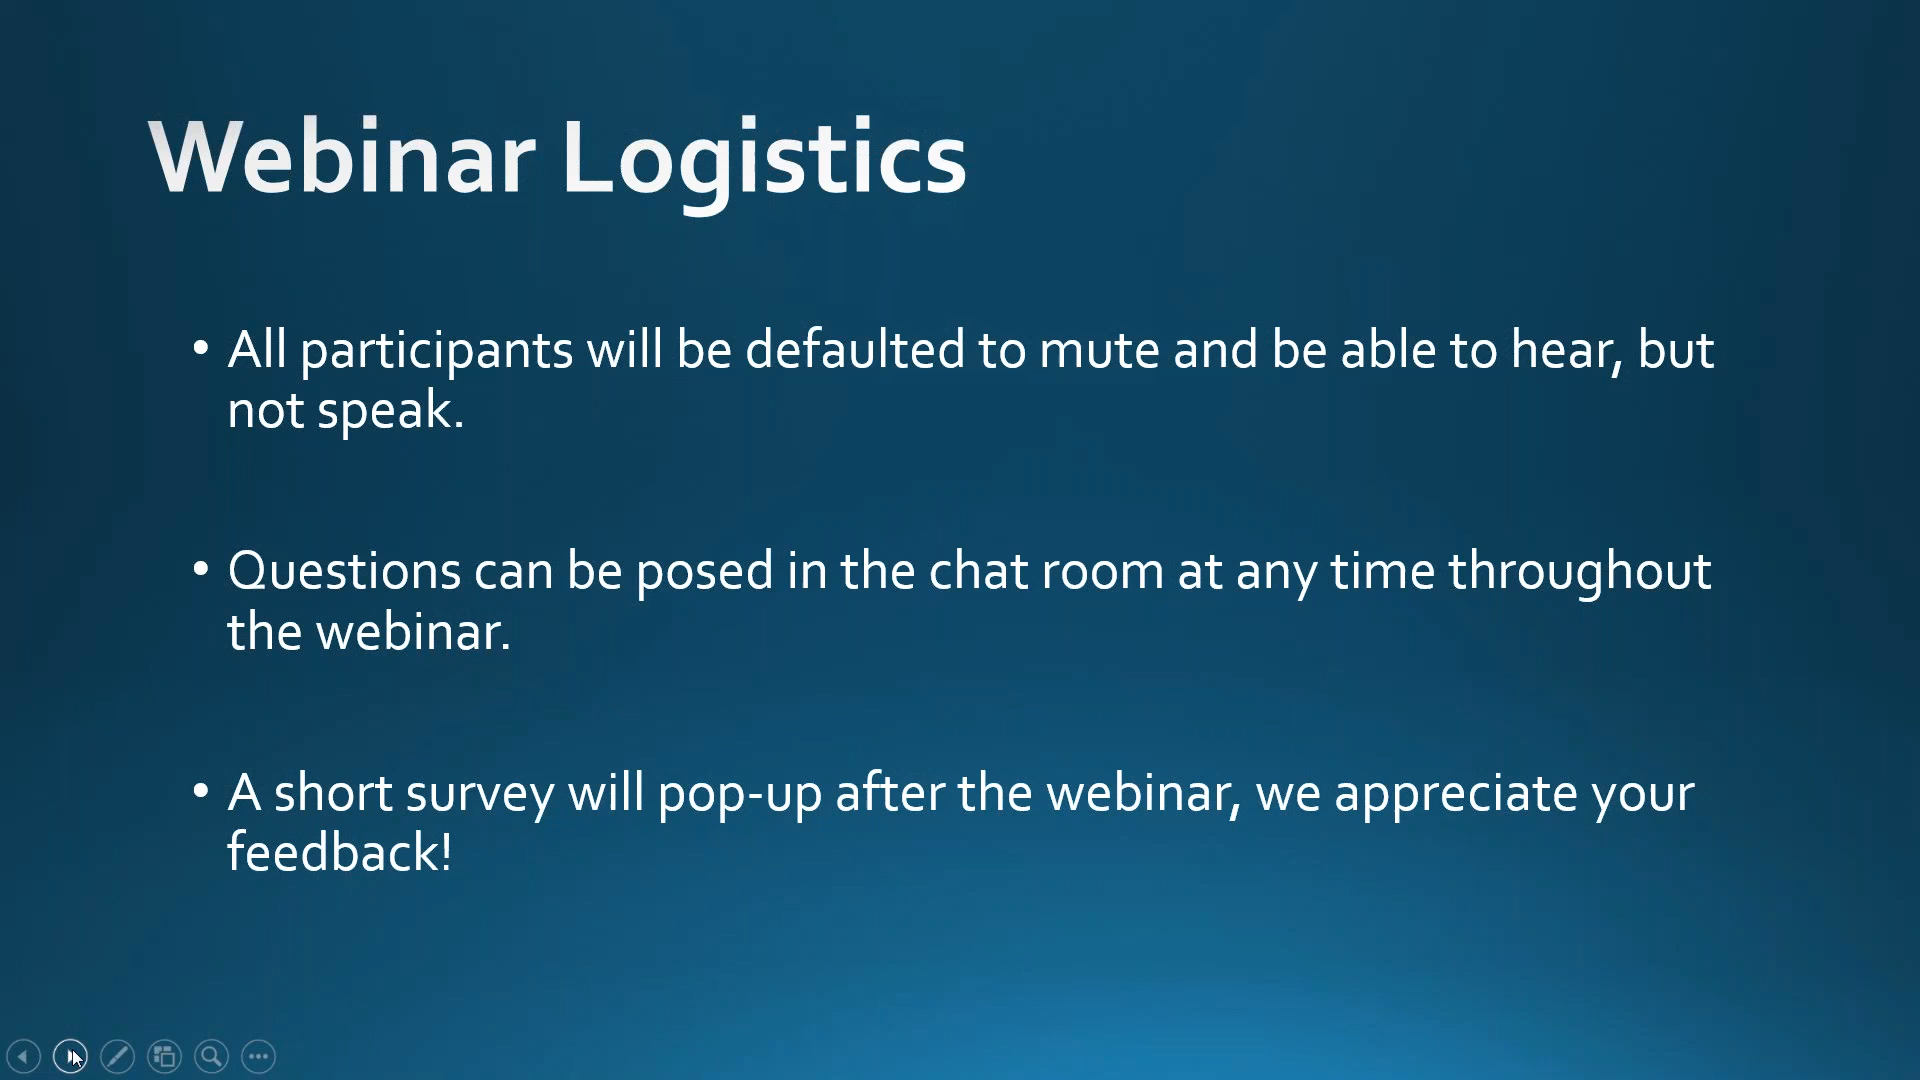 Webinar Logistics
• All participants will be defaulted to mute and be able to hear, but
not speak.
• Questions can be posed in the chat room at any time throughout
the webinar.
• A short survey will pop-up after the webinar, we appreciate your
feedback!